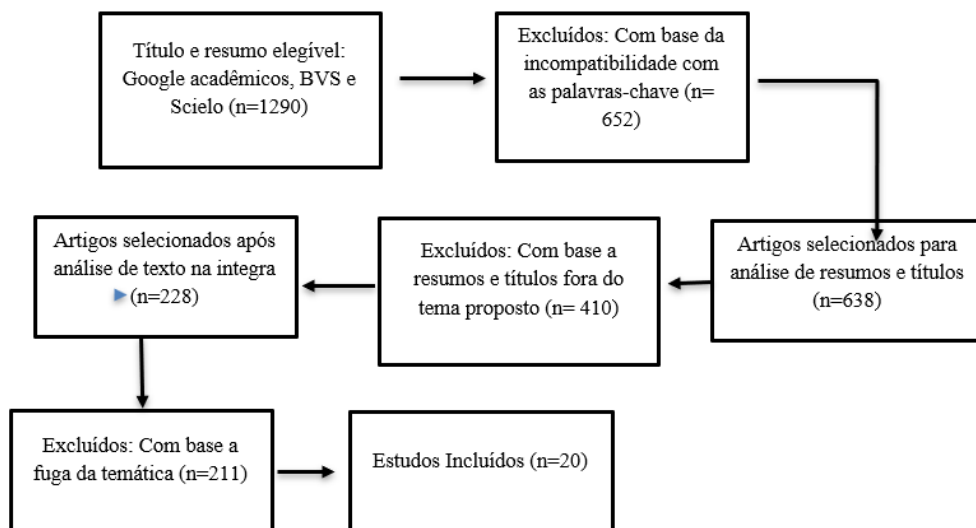 Título e resumo elegível:
Google acadêmicos, BVS e
Scielo (n=1290)
Excluídos: Com base da
incompatibilidade com
as palavras-chave (n=
652)
Artigos selecionados para
análise de resumos e títulos
(n=638)
Excluídos: Com base a
resumos e títulos fora do
tema proposto (n= 410)
Artigos selecionados após
análise de texto na integra
(n=228)
Excluídos: Com base a
fuga da temática (n=211)
Estudos Incluídos (n=20)